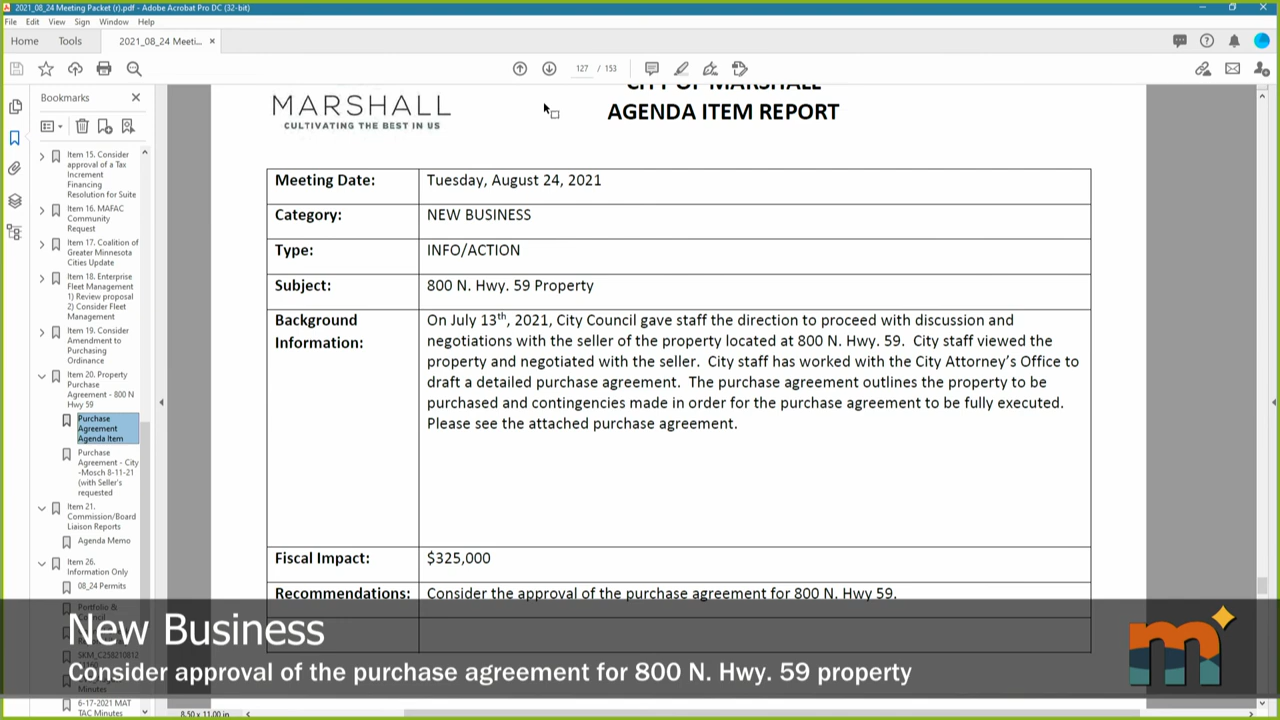 2021_08_24 Meeting Packet (r).pdf - Adobe Acrobat Pro DC (32-bit)
File Edit View Sign Window Help
Home Tools 2021_08_24 Meeti... ×
127 / 153
Bookmarks
Item 15. Consider
approval of a Tax
Increment
Financing
Resolution for Suite
Item 16. MAFAC
Community
Request
Item 17. Coalition of
Greater Minnesota
Cities Update
Item 18. Enterprise
Fleet Management
1) Review proposal
2) Consider Fleet
Management
Item 19. Consider
Amendment to
Purchasing
Ordinance
Item 20. Property
Purchase
Agreement - 800 N
Hwy 59
Purchase
Agreement
Agenda Item
Purchase
Agreement - City
-Mosch 8-11-21
(with Seller's
requested
Item 21.
Commission/Board
Liaison Reports
Agenda Memo
Item 26.
Information Only
08_24 Permits
Portfolio &
SKM_C258210812
Minutes
6-17-2021 MAT
TAC Minutes
MARSHALL
CULTIVATING THE BEST IN US
CITY OF MARSHALL
AGENDA ITEM REPORT
Meeting Date: Tuesday, August 24, 2021
Category: NEW BUSINESS
Type: INFO/ACTION
Subject: 800 N. Hwy. 59 Property
Background
Information:
On July 13th, 2021, City Council gave staff the direction to proceed with discussion and
negotiations with the seller of the property located at 800 N. Hwy. 59. City staff viewed the
property and negotiated with the seller. City staff has worked with the City Attorney's Office to
draft a detailed purchase agreement. The purchase agreement outlines the property to be
purchased and contingencies made in order for the purchase agreement to be fully executed.
Please see the attached purchase agreement.
Fiscal Impact: $325,000
Recommendations: Consider the approval of the purchase agreement for 800 N. Hwy 59.
New Business
Consider approval of the purchase agreement for 800 N. Hwy. 59 property
m
8.50 x 11.00 in